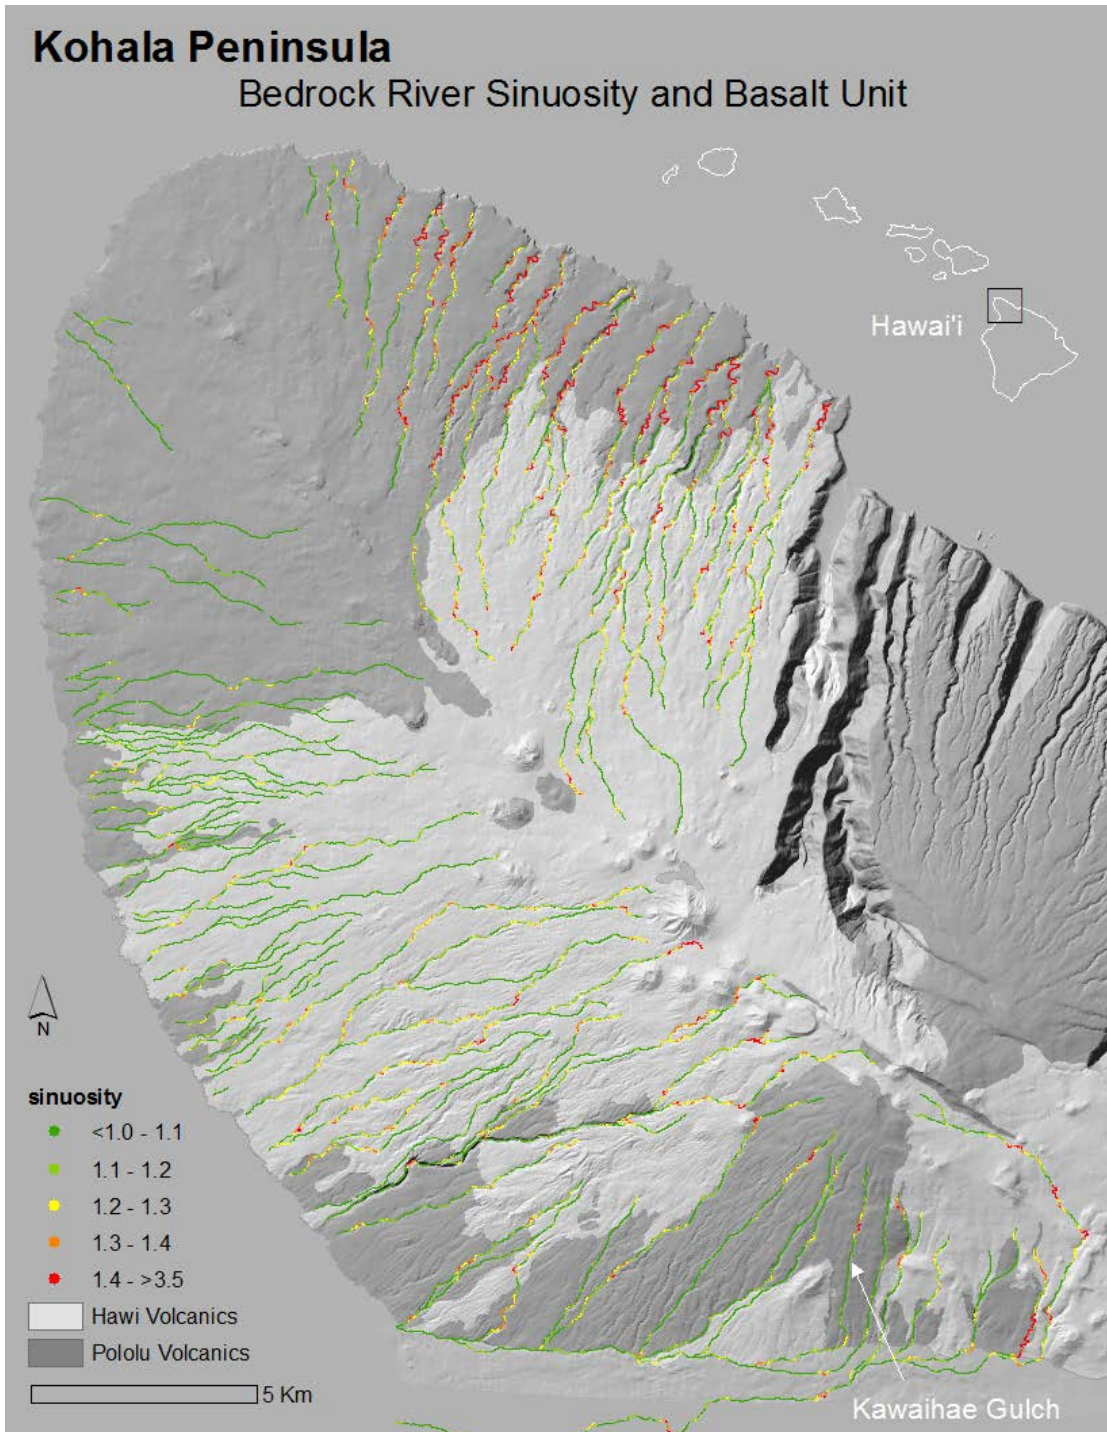 Kohala Peninsula
Bedrock River Sinuosity and Basalt Unit
Hawai'i
N
sinuosity
<1.0 - 1.1
1.1 - 1.2
1.2 - 1.3
1.3 - 1.4
1.4 - >3.5
Hawi Volcanics
Pololu Volcanics
5 Km
Kawaihae Gulch